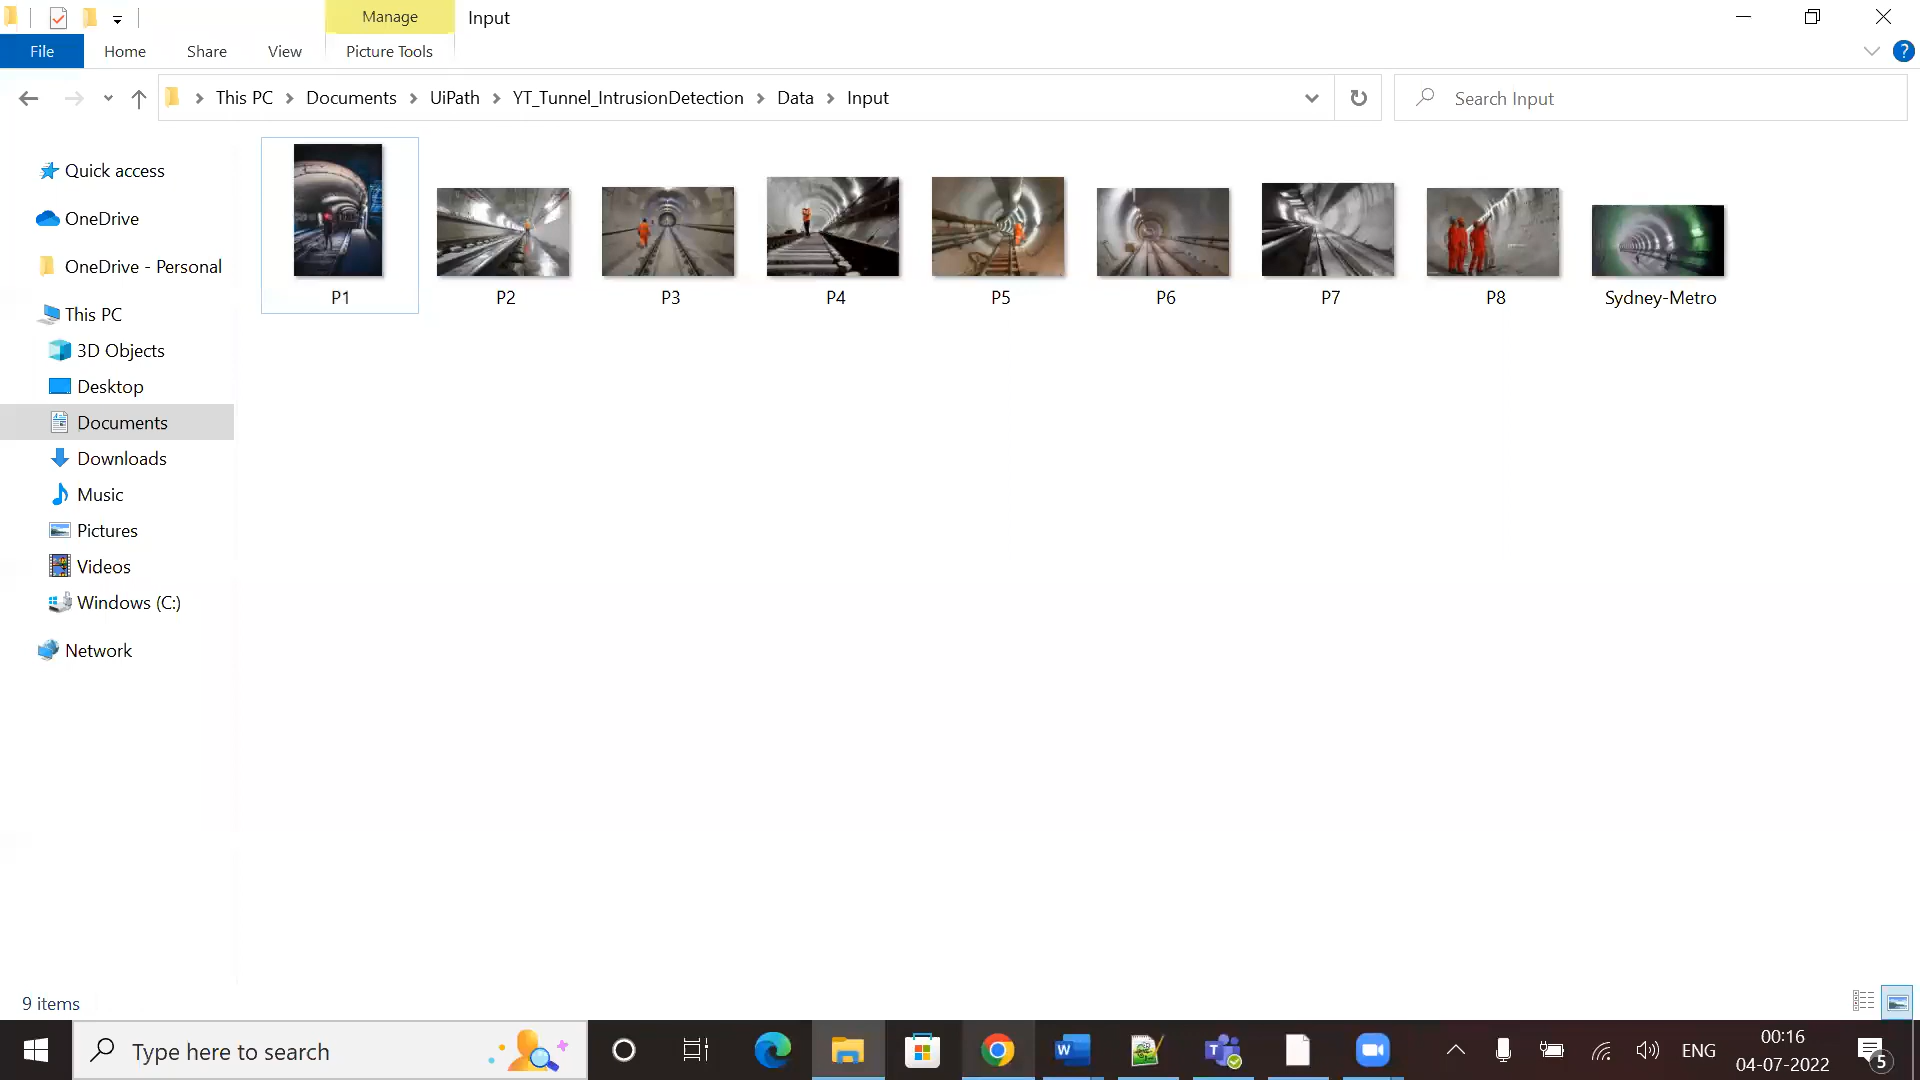 Manage
Input
File
Home
Share
View
Picture Tools
This PC
Documents
UiPath
YT_Tunnel_IntrusionDetection
Data
Input
Search Input
Quick access
OneDrive
OneDrive - Personal
This PC
3D Objects
Desktop
Documents
Downloads
Music
Pictures
Videos
Windows (C:)
Network
P1
P2
P3
P4
P5
P6
P7
P8
Sydney-Metro
9 items
Type here to search
ENG
00:16
04-07-2022
5